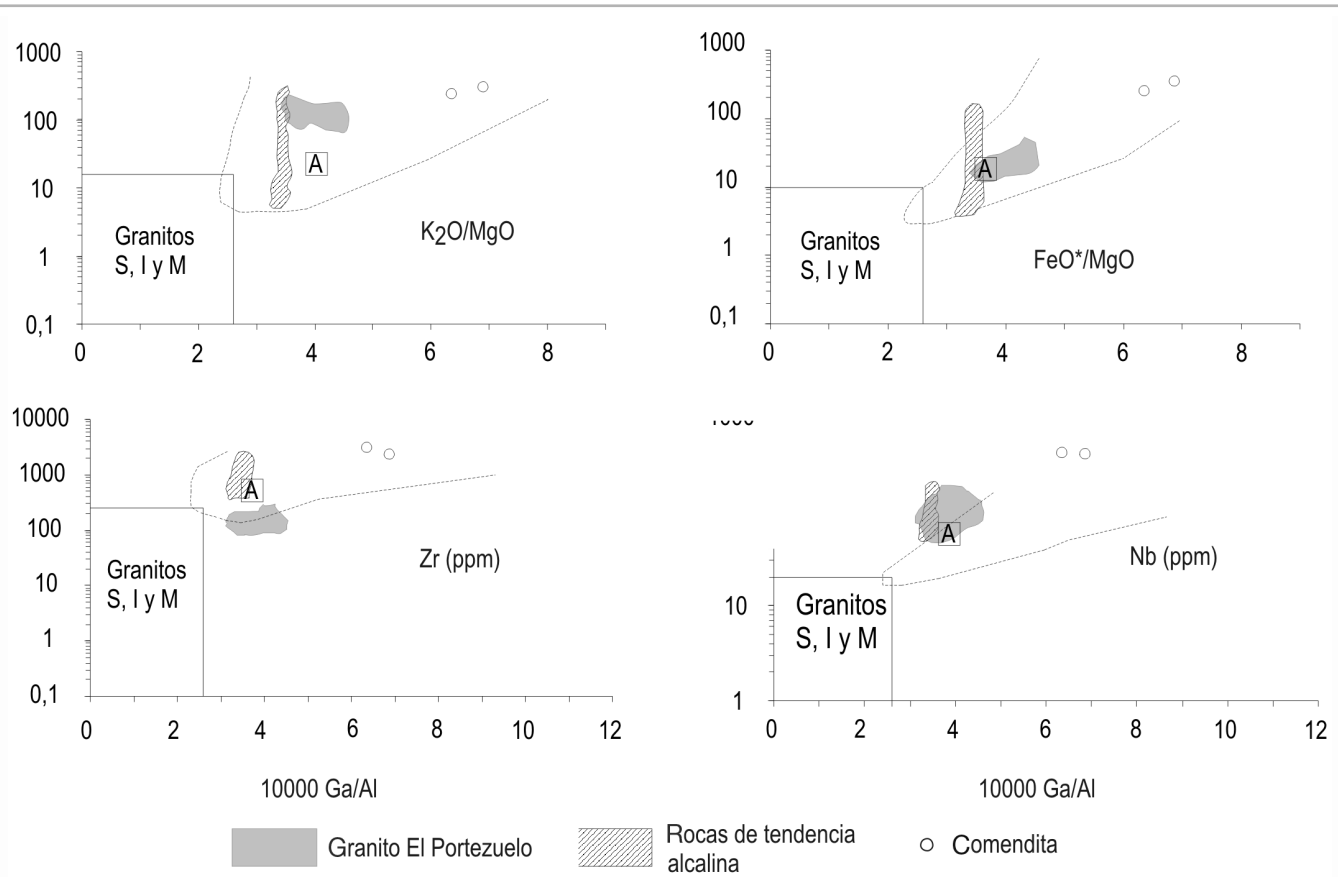 1000
100
10
1
0,1
Granitos
S, I y M
A
K2O/MgO
0 2 4 6 8
1000
100
10
1
0,1
Granitos
S, I y M
A
FeO*/MgO
0 2 4 6 8
10000
1000
100
10
1
0,1
Granitos
S, I y M
A
Zr (ppm)
0 2 4 6 8 10 12
10
1
Granitos
S, I y M
A
Nb (ppm)
0 2 4 6 8 10 12
10000 Ga/Al
10000 Ga/Al
Granito El Portezuelo
Rocas de tendencia
alcalina
Comendita